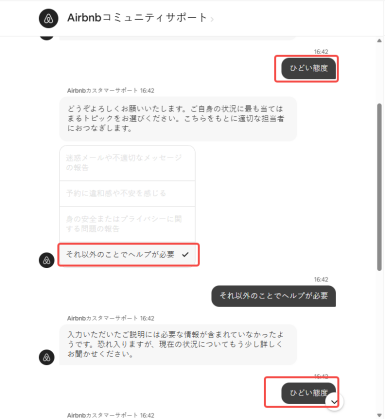 Airbnbコミュニティサポート
16:42
ひどい態度
Airbnbカスタマーサポート 16:42
どうぞよろしくお願いいたします。ご自身の状況に最も当ては
まるトピックをお選びください。こちらをもとに適切な担当者
におつなぎします。
迷惑メールや不適切なメッセージ
の報告
予約に違和感や不安を感じる
身の安全またはプライバシーに関
する問題の報告
それ以外のことでヘルプが必要
16:42
それ以外のことでヘルプが必要
Airbnbカスタマーサポート 16:42
入力いただいたご説明には必要な情報が含まれていなかったよ
うです。恐れ入りますが、現在の状況についてもう少し詳しく
お聞かせください。
16:42
ひどい態度
Airbnbカスタマーサポート 16:42